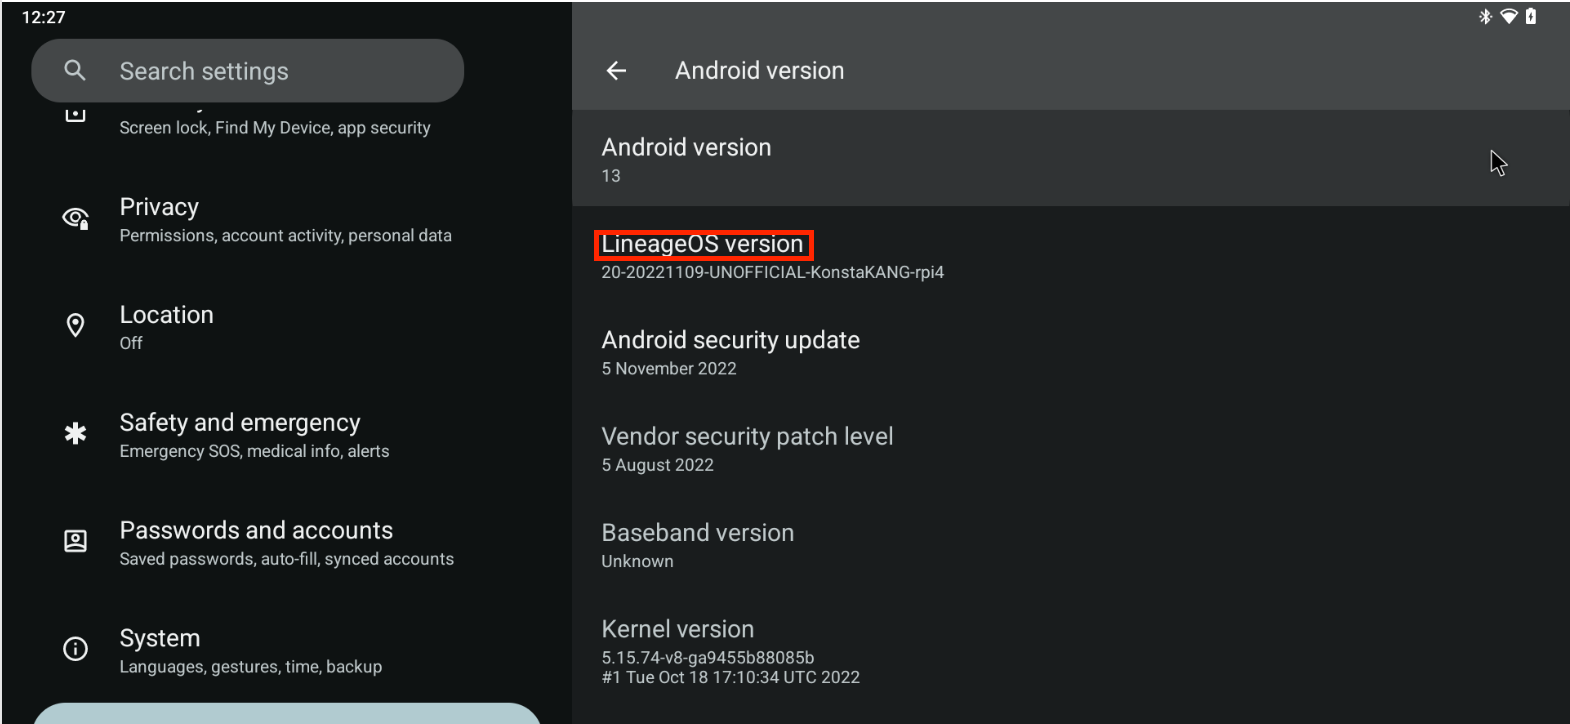 12:27
Search settings
Screen lock, Find My Device, app security
Privacy
Permissions, account activity, personal data
Location
Off
Safety and emergency
Emergency SOS, medical info, alerts
Passwords and accounts
Saved passwords, auto-fill, synced accounts
System
Languages, gestures, time, backup
Android version
Android version
13
LineageOS version
20-20221109-UNOFFICIAL-KonstaKANG-rpi4
Android security update
5 November 2022
Vendor security patch level
5 August 2022
Baseband version
Unknown
Kernel version
5.15.74-v8-ga9455b88085b
#1 Tue Oct 18 17:10:34 UTC 2022